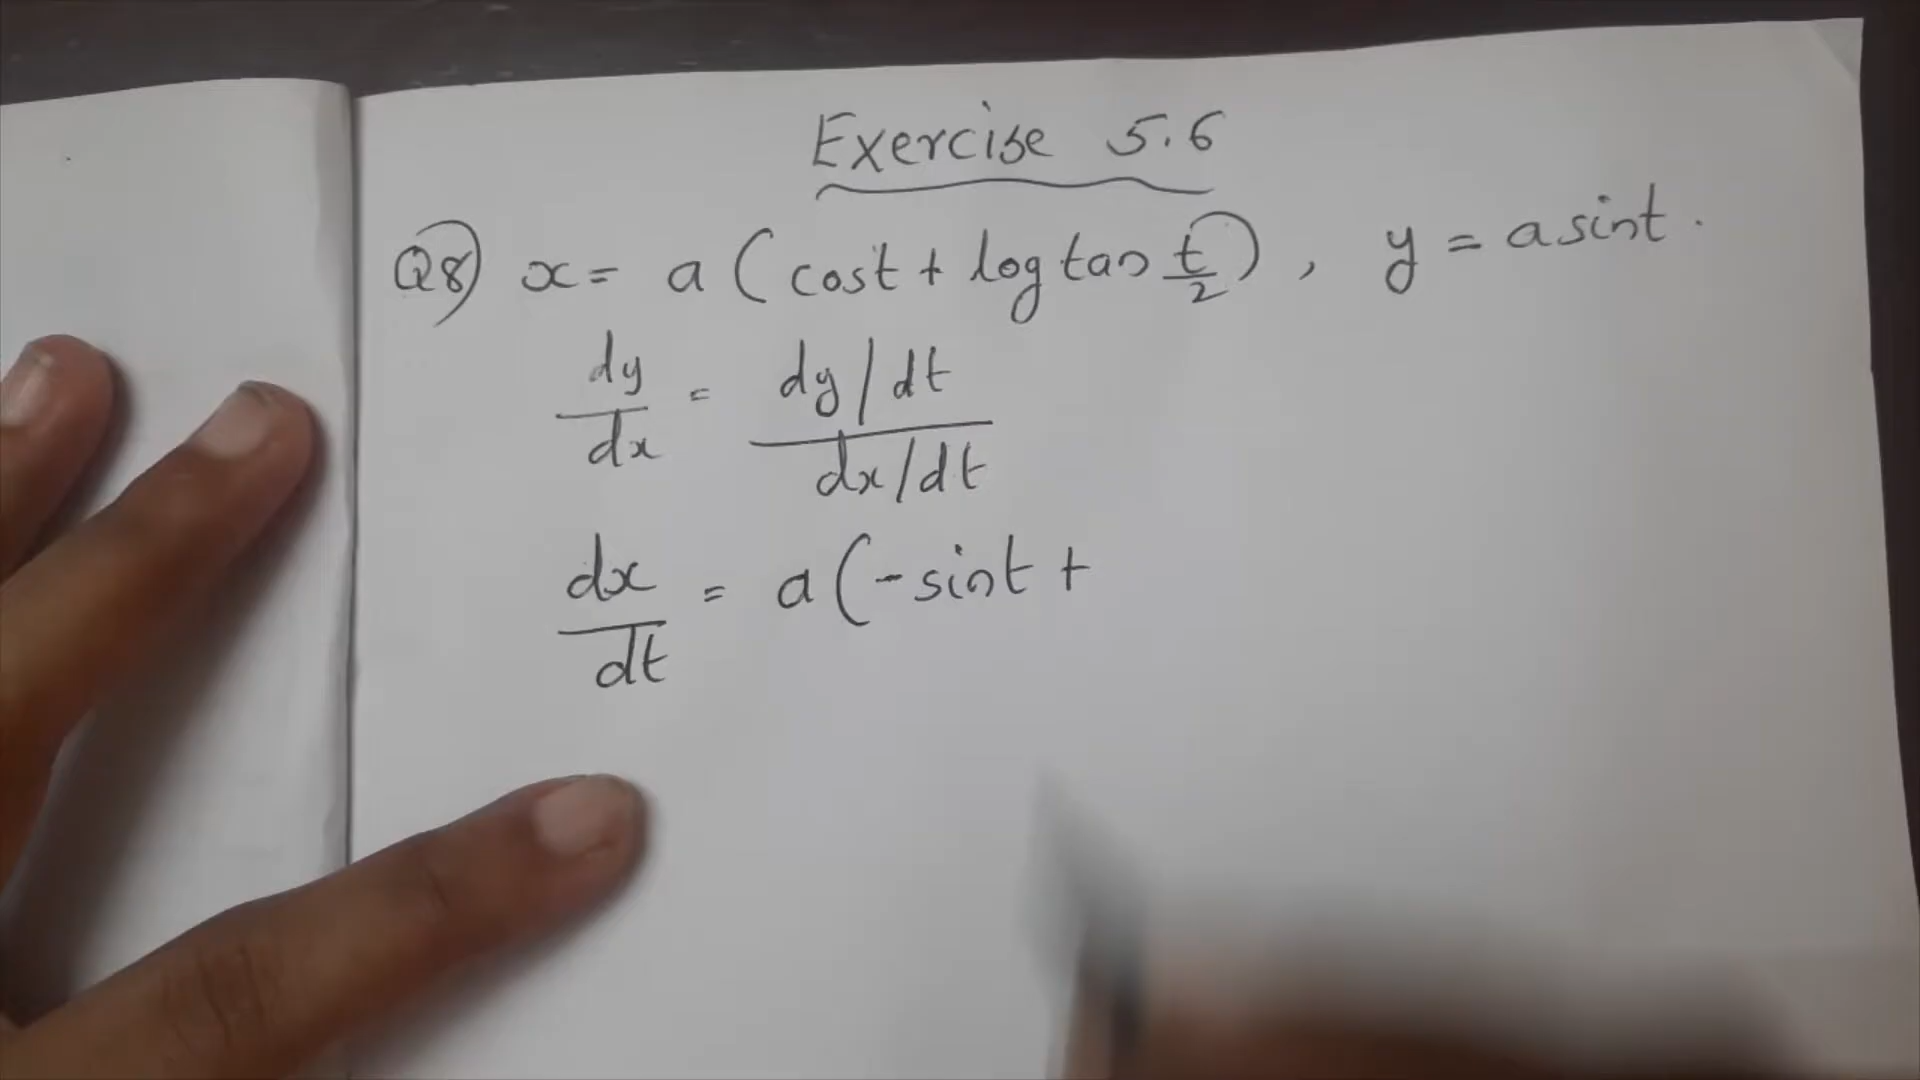 Exercise 5.6
Q8) x = a (cost + log tan t/2), y = a sint.
dy/dx = dy/dt / dx/dt
dx/dt = a (-sint +